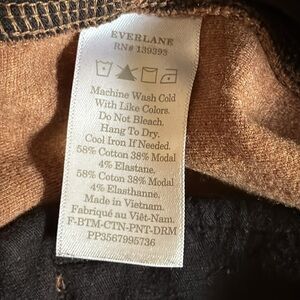 EVERLANE
RN# 139393
Machine Wash Cold
With Like Colors.
Do Not Bleach.
Hang To Dry.
Cool Iron If Needed.
58% Cotton 38% Modal
4% Elastane.
58% Coton 38% Modal
4% Elasthanne.
Made in Vietnam.
Fabriqué au Viêt-Nam.
F-BTM-CTN-PNT-DRM
PP3567995736